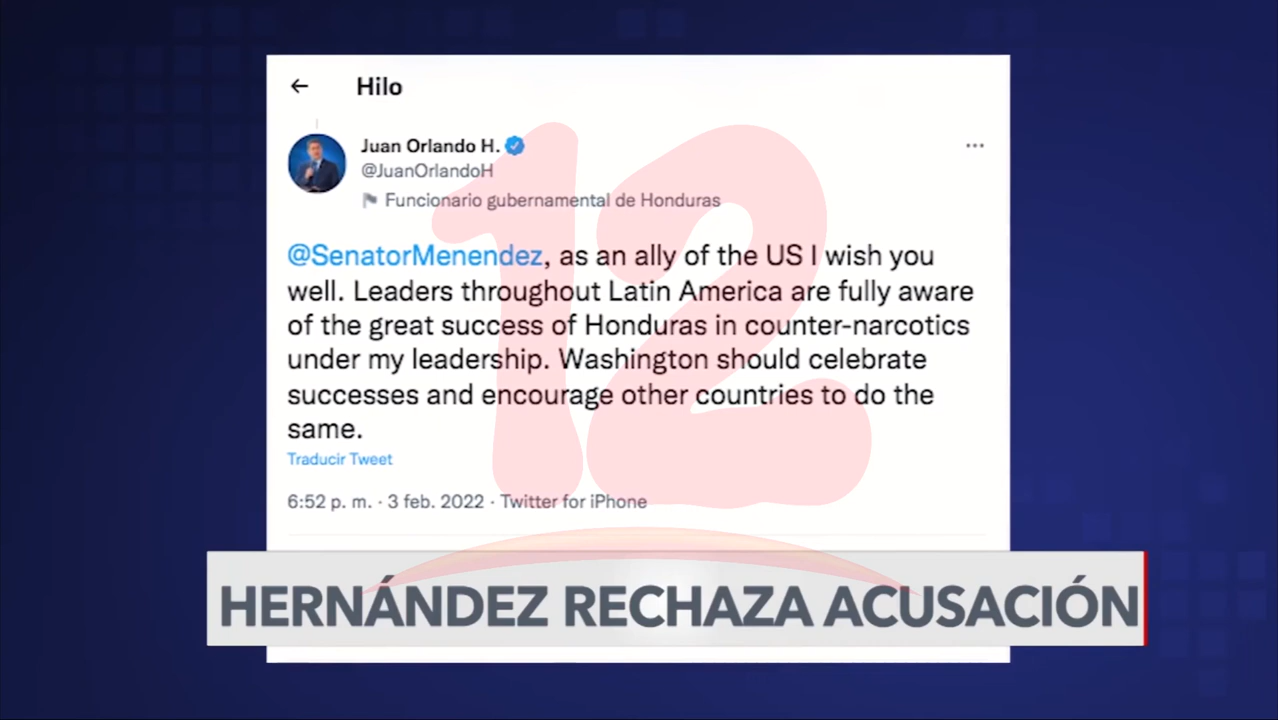 Hilo
Juan Orlando H.
@JuanOrlandoH
Funcionario gubernamental de Honduras
@SenatorMenendez, as an ally of the US I wish you
well. Leaders throughout Latin America are fully aware
of the great success of Honduras in counter-narcotics
under my leadership. Washington should celebrate
successes and encourage other countries to do the
same.
Traducir Tweet
6:52 p. m. · 3 feb. 2022 · Twitter for iPhone
12
HERNÁNDEZ RECHAZA ACUSACIÓN